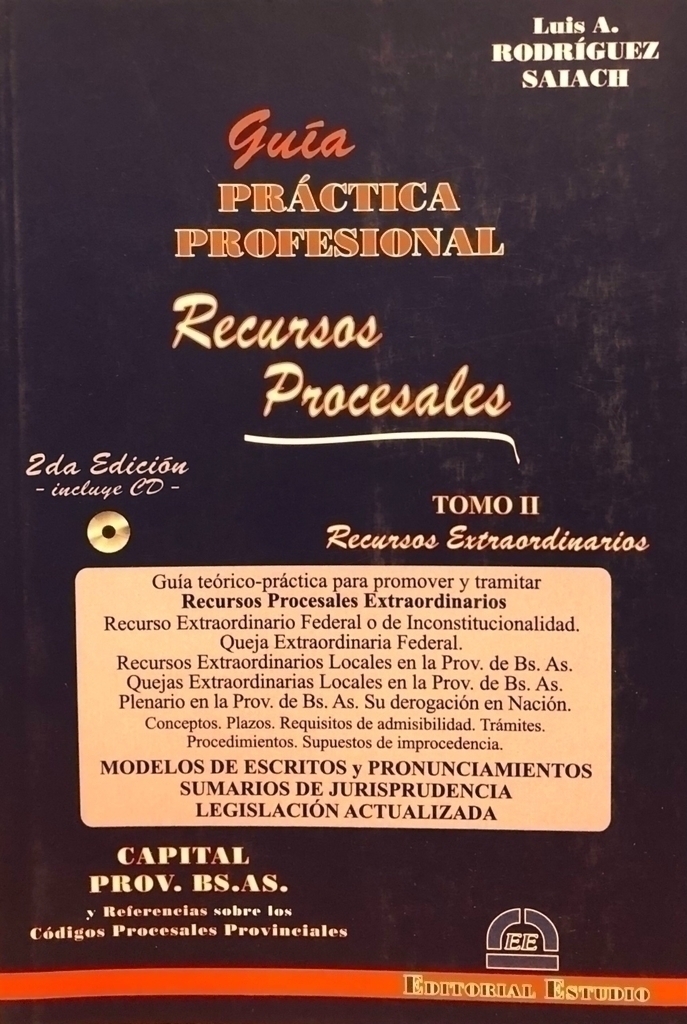 Luis A.
RODRÍGUEZ
SAIACH
Guía
PRÁCTICA
PROFESIONAL
Recursos
Procesales
2da Edición
- incluye CD -
TOMO II
Recursos Extraordinarios
Guía teórico-práctica para promover y tramitar
Recursos Procesales Extraordinarios
Recurso Extraordinario Federal o de Inconstitucionalidad.
Queja Extraordinaria Federal.
Recursos Extraordinarios Locales en la Prov. de Bs. As.
Quejas Extraordinarias Locales en la Prov. de Bs. As.
Plenario en la Prov. de Bs. As. Su derogación en Nación.
Conceptos. Plazos. Requisitos de admisibilidad. Trámites.
Procedimientos. Supuestos de improcedencia.
MODELOS DE ESCRITOS y PRONUNCIAMIENTOS
SUMARIOS DE JURISPRUDENCIA
LEGISLACIÓN ACTUALIZADA
CAPITAL
PROV. BS.AS.
y Referencias sobre los
Códigos Procesales Provinciales
EE
EDITORIAL ESTUDIO